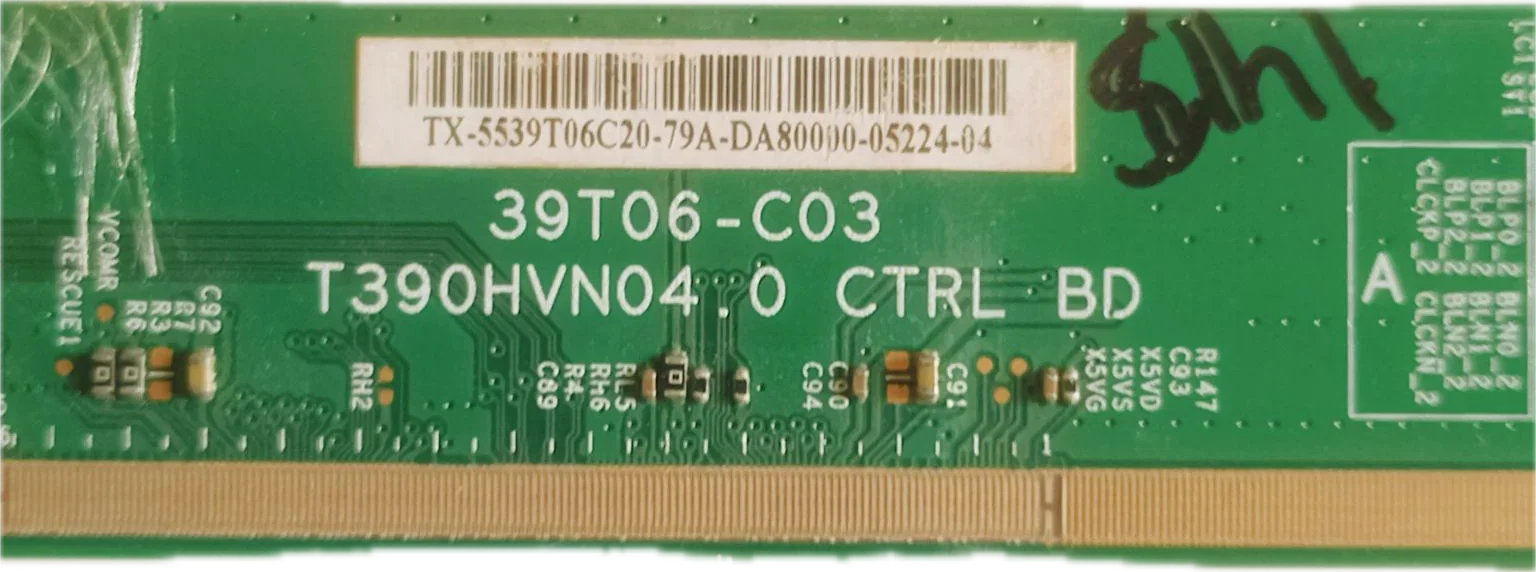 TX-5539T06C20-79A-DA80000-05224-04
39T06-C03
T390HVN04.0 CTRL BD
VCOMR
RESCUE1
C92
R7
R3
R6
RH2
RL5
Rh6
R4
C89
C90
C94
C91
R147
C93
X5VD
X5VS
X5VG
A
BLP0_2 BLN0_2
BLP1_2 BLN1_2
BLP2_2 BLN2_2
CLCKP_2 CLCKN_2